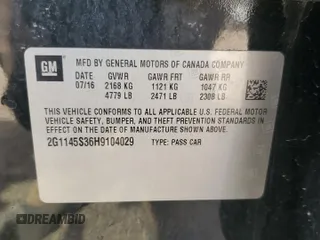 GM
MFD BY GENERAL MOTORS OF CANADA COMPANY
DATE GVWR GAWR FRT GAWR RR
07/16 2168 KG 1121 KG 1047 KG
4779 LB 2471 LB 2308 LB
THIS VEHICLE CONFORMS TO ALL APPLICABLE U.S. FEDERAL MOTOR
VEHICLE SAFETY, BUMPER, AND THEFT PREVENTION STANDARDS IN
EFFECT ON THE DATE OF MANUFACTURE SHOWN ABOVE.
2G1145S36H9104029 TYPE: PASS CAR
DREAMBID